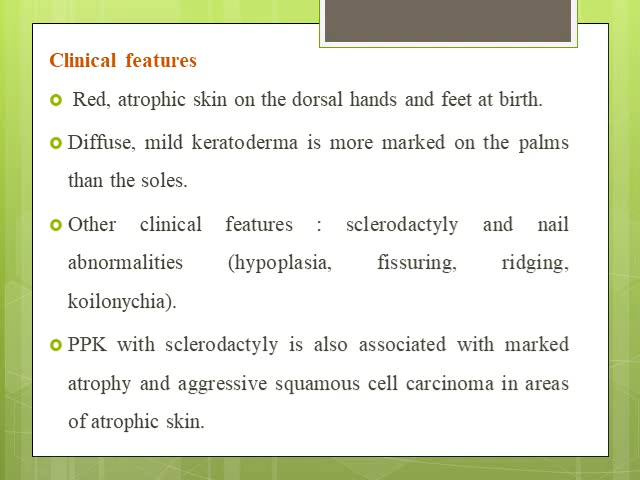 Clinical features
Red, atrophic skin on the dorsal hands and feet at birth.
Diffuse, mild keratoderma is more marked on the palms
than the soles.
Other clinical features : sclerodactyly and nail
abnormalities (hypoplasia, fissuring, ridging,
koilonychia).
PPK with sclerodactyly is also associated with marked
atrophy and aggressive squamous cell carcinoma in areas
of atrophic skin.